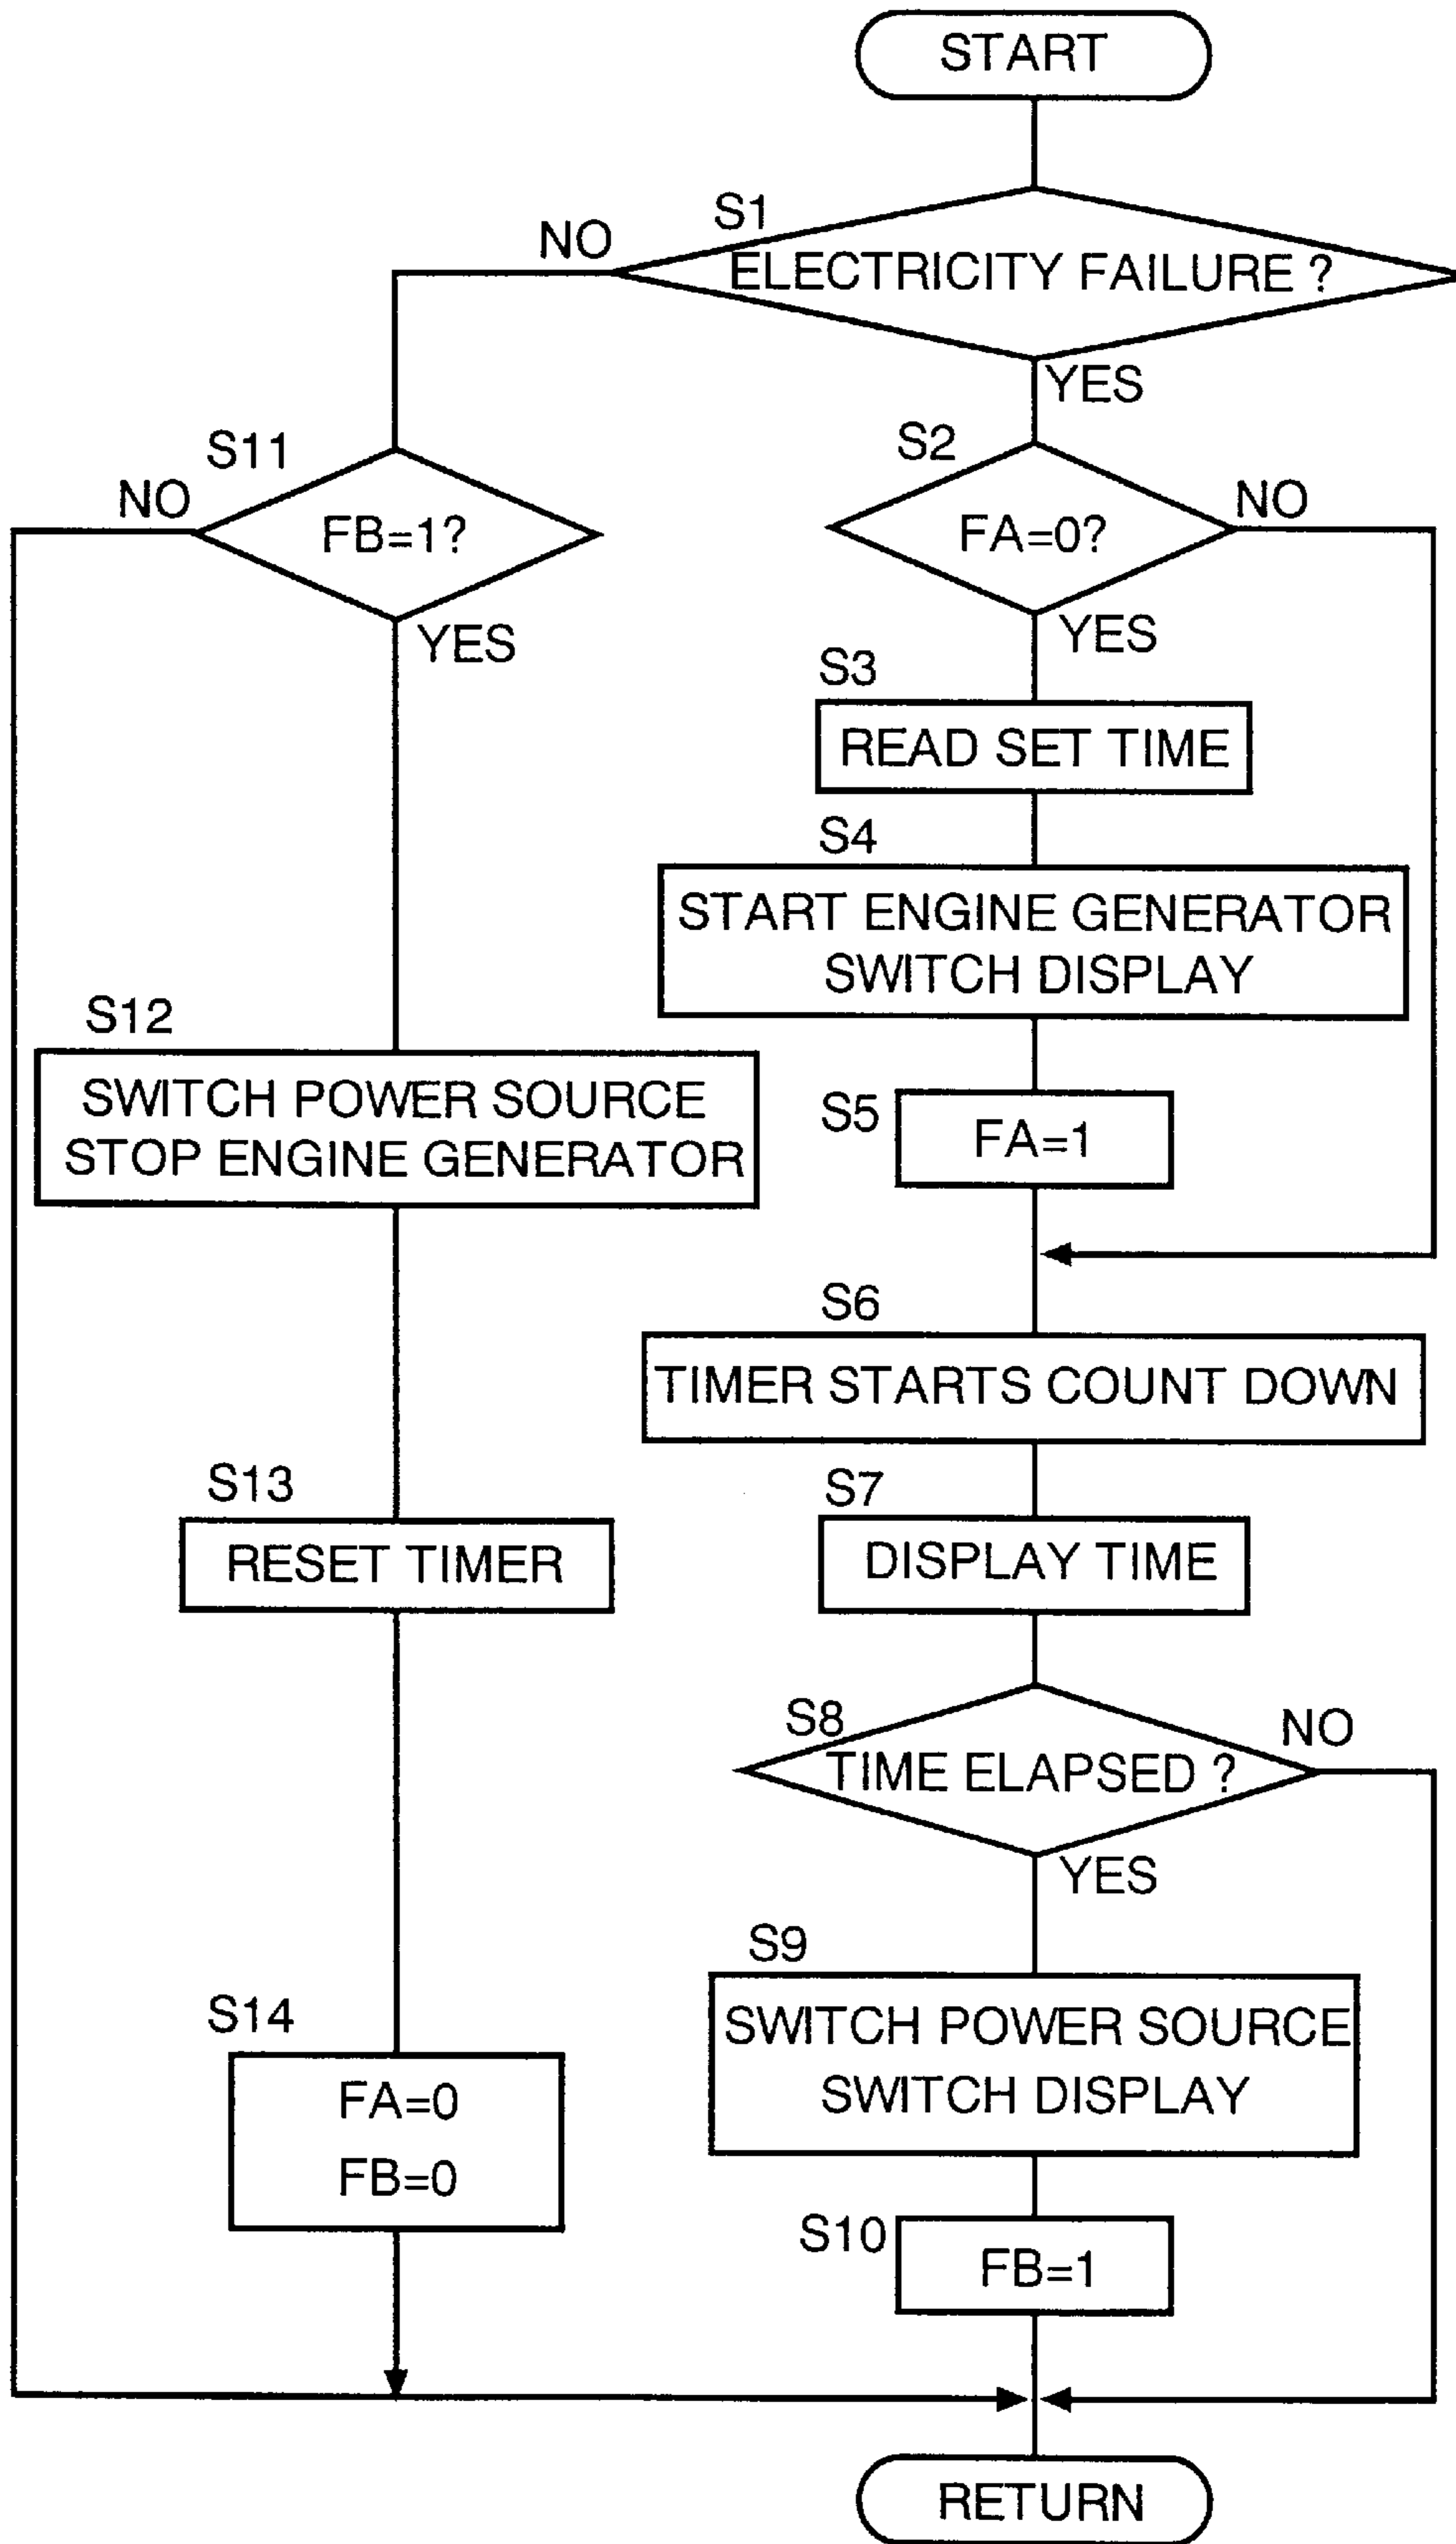 START
S1
NO
ELECTRICITY FAILURE ?
YES
S11
NO
FB=1?
YES
S2
NO
FA=0?
YES
S3
READ SET TIME
S4
START ENGINE GENERATOR
SWITCH DISPLAY
S12
SWITCH POWER SOURCE
STOP ENGINE GENERATOR
S5
FA=1
S6
TIMER STARTS COUNT DOWN
S13
RESET TIMER
S7
DISPLAY TIME
S8
NO
TIME ELAPSED ?
YES
S9
SWITCH POWER SOURCE
SWITCH DISPLAY
S14
FA=0
FB=0
S10
FB=1
RETURN